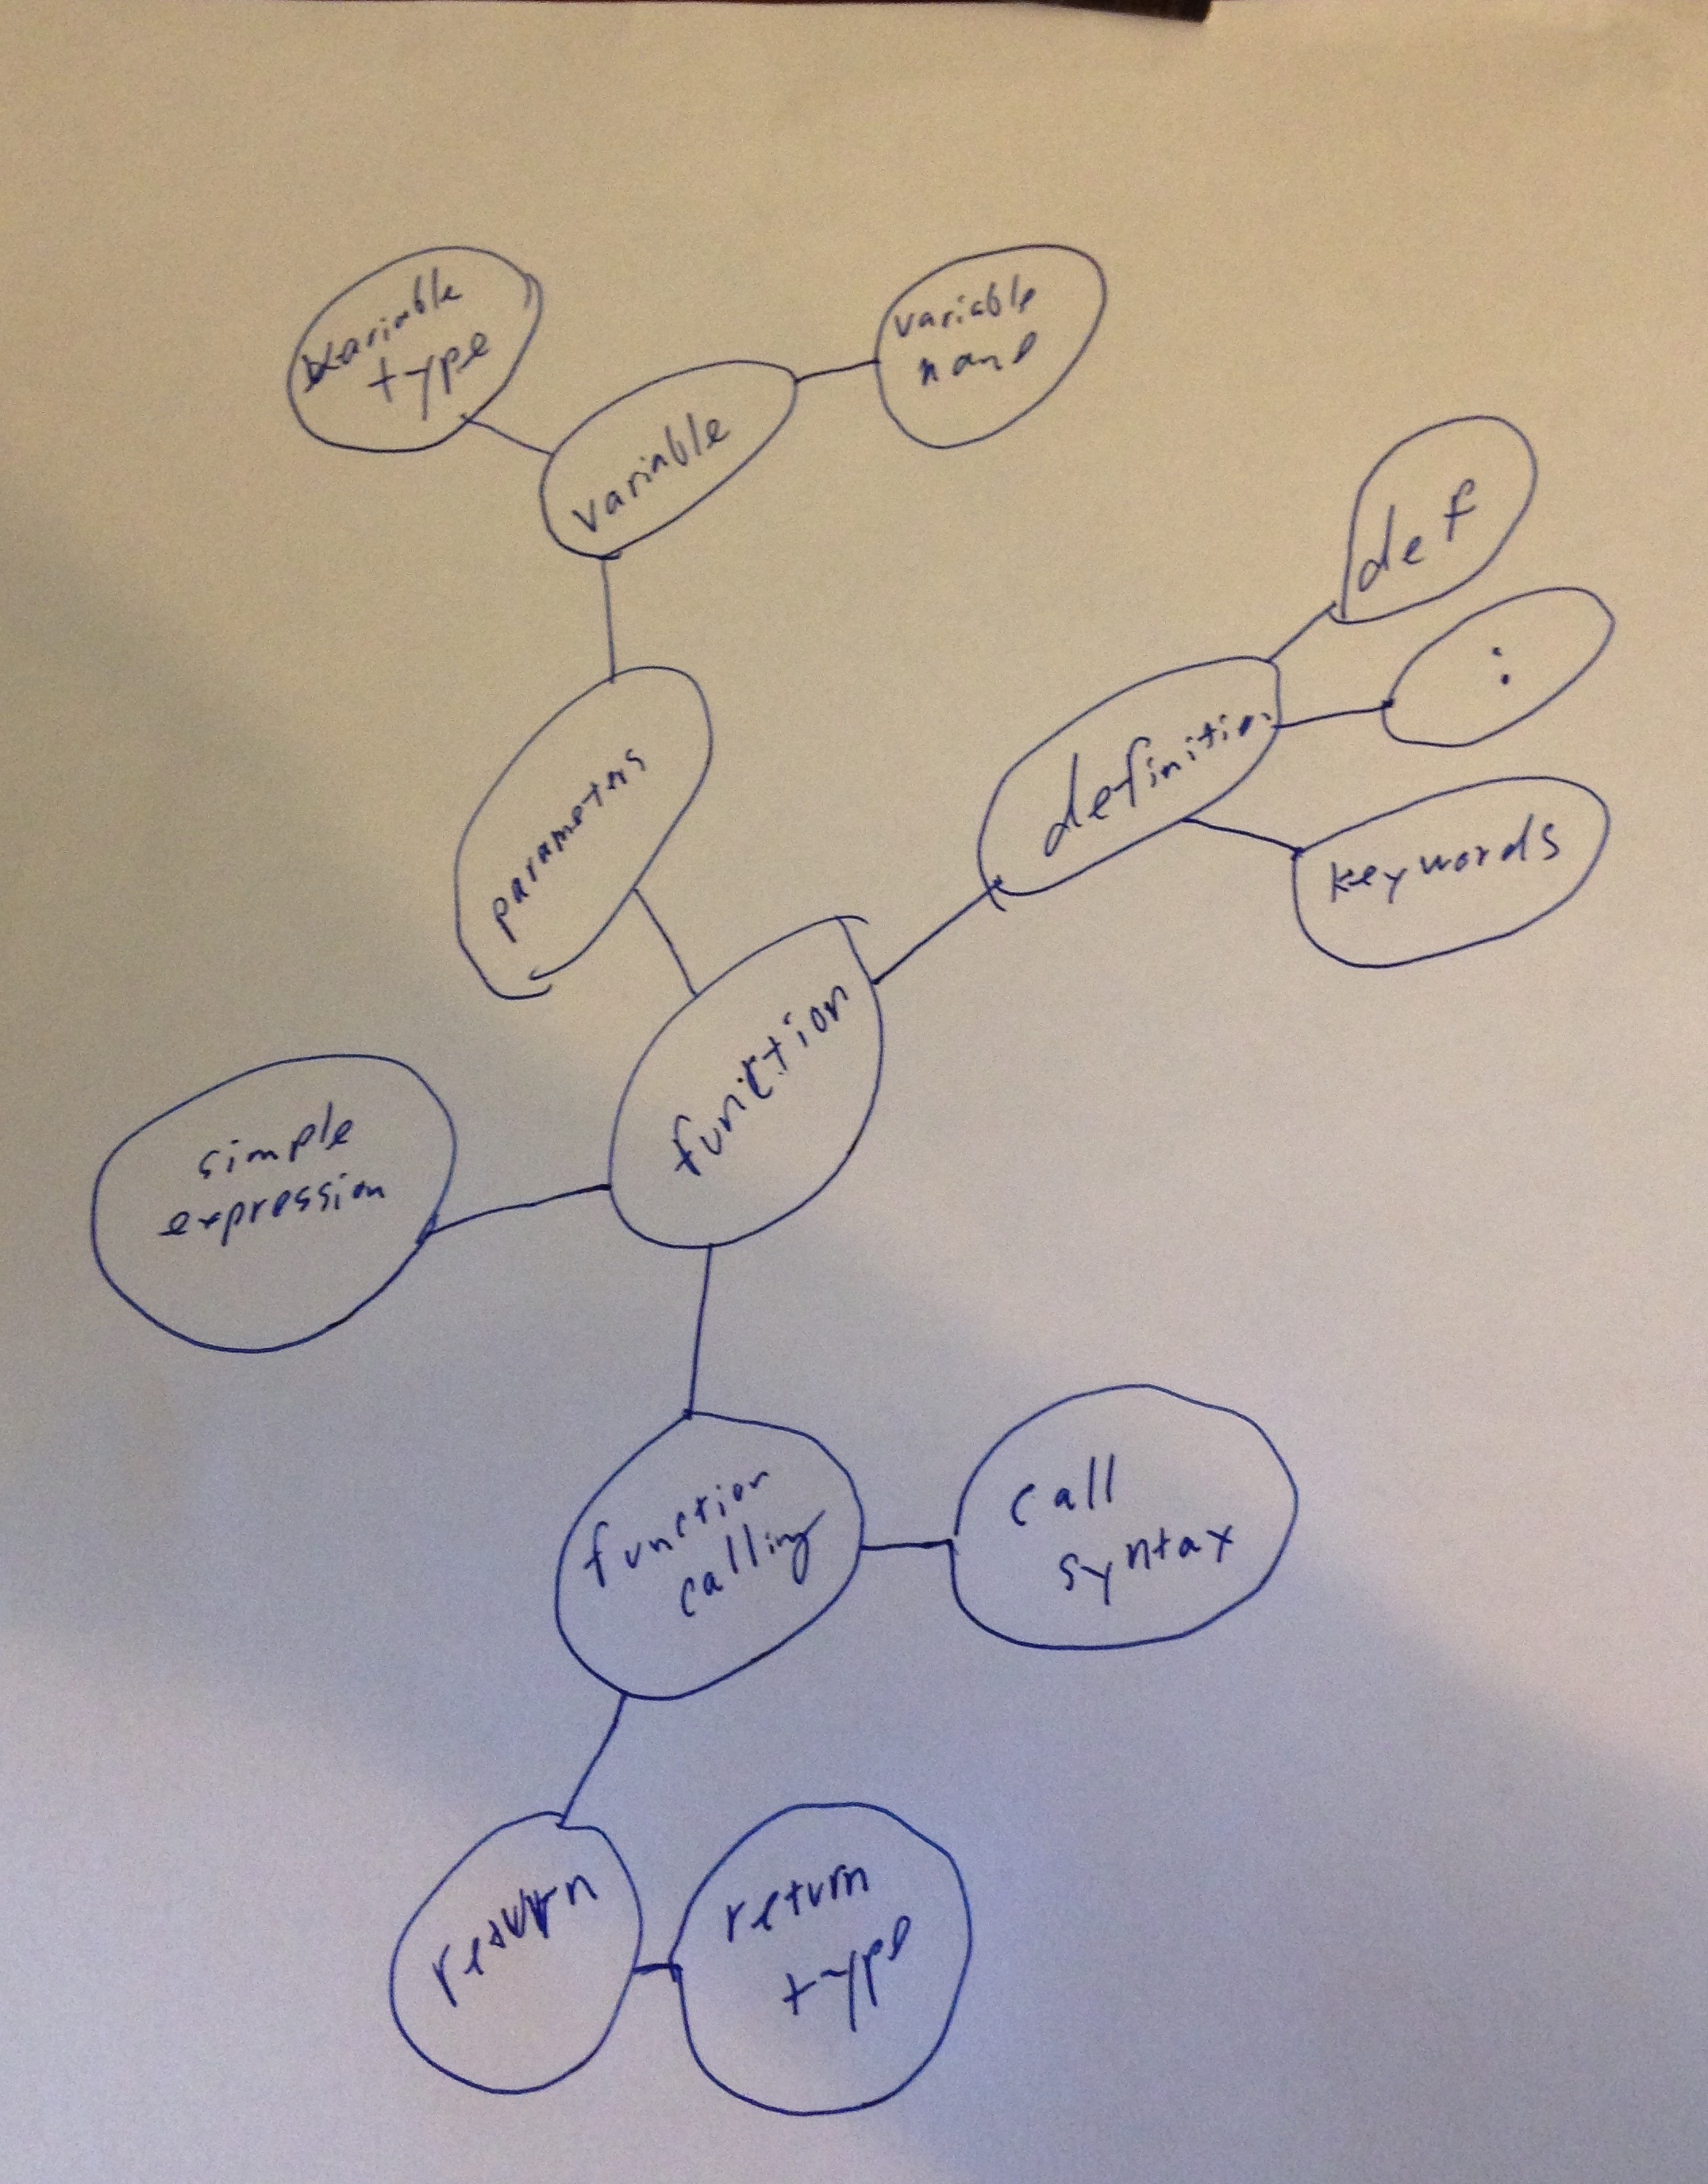 variable
type
variable
name
variable
def
:
definition
keywords
parameters
function
simple
expression
function
calling
call
syntax
return
return
type